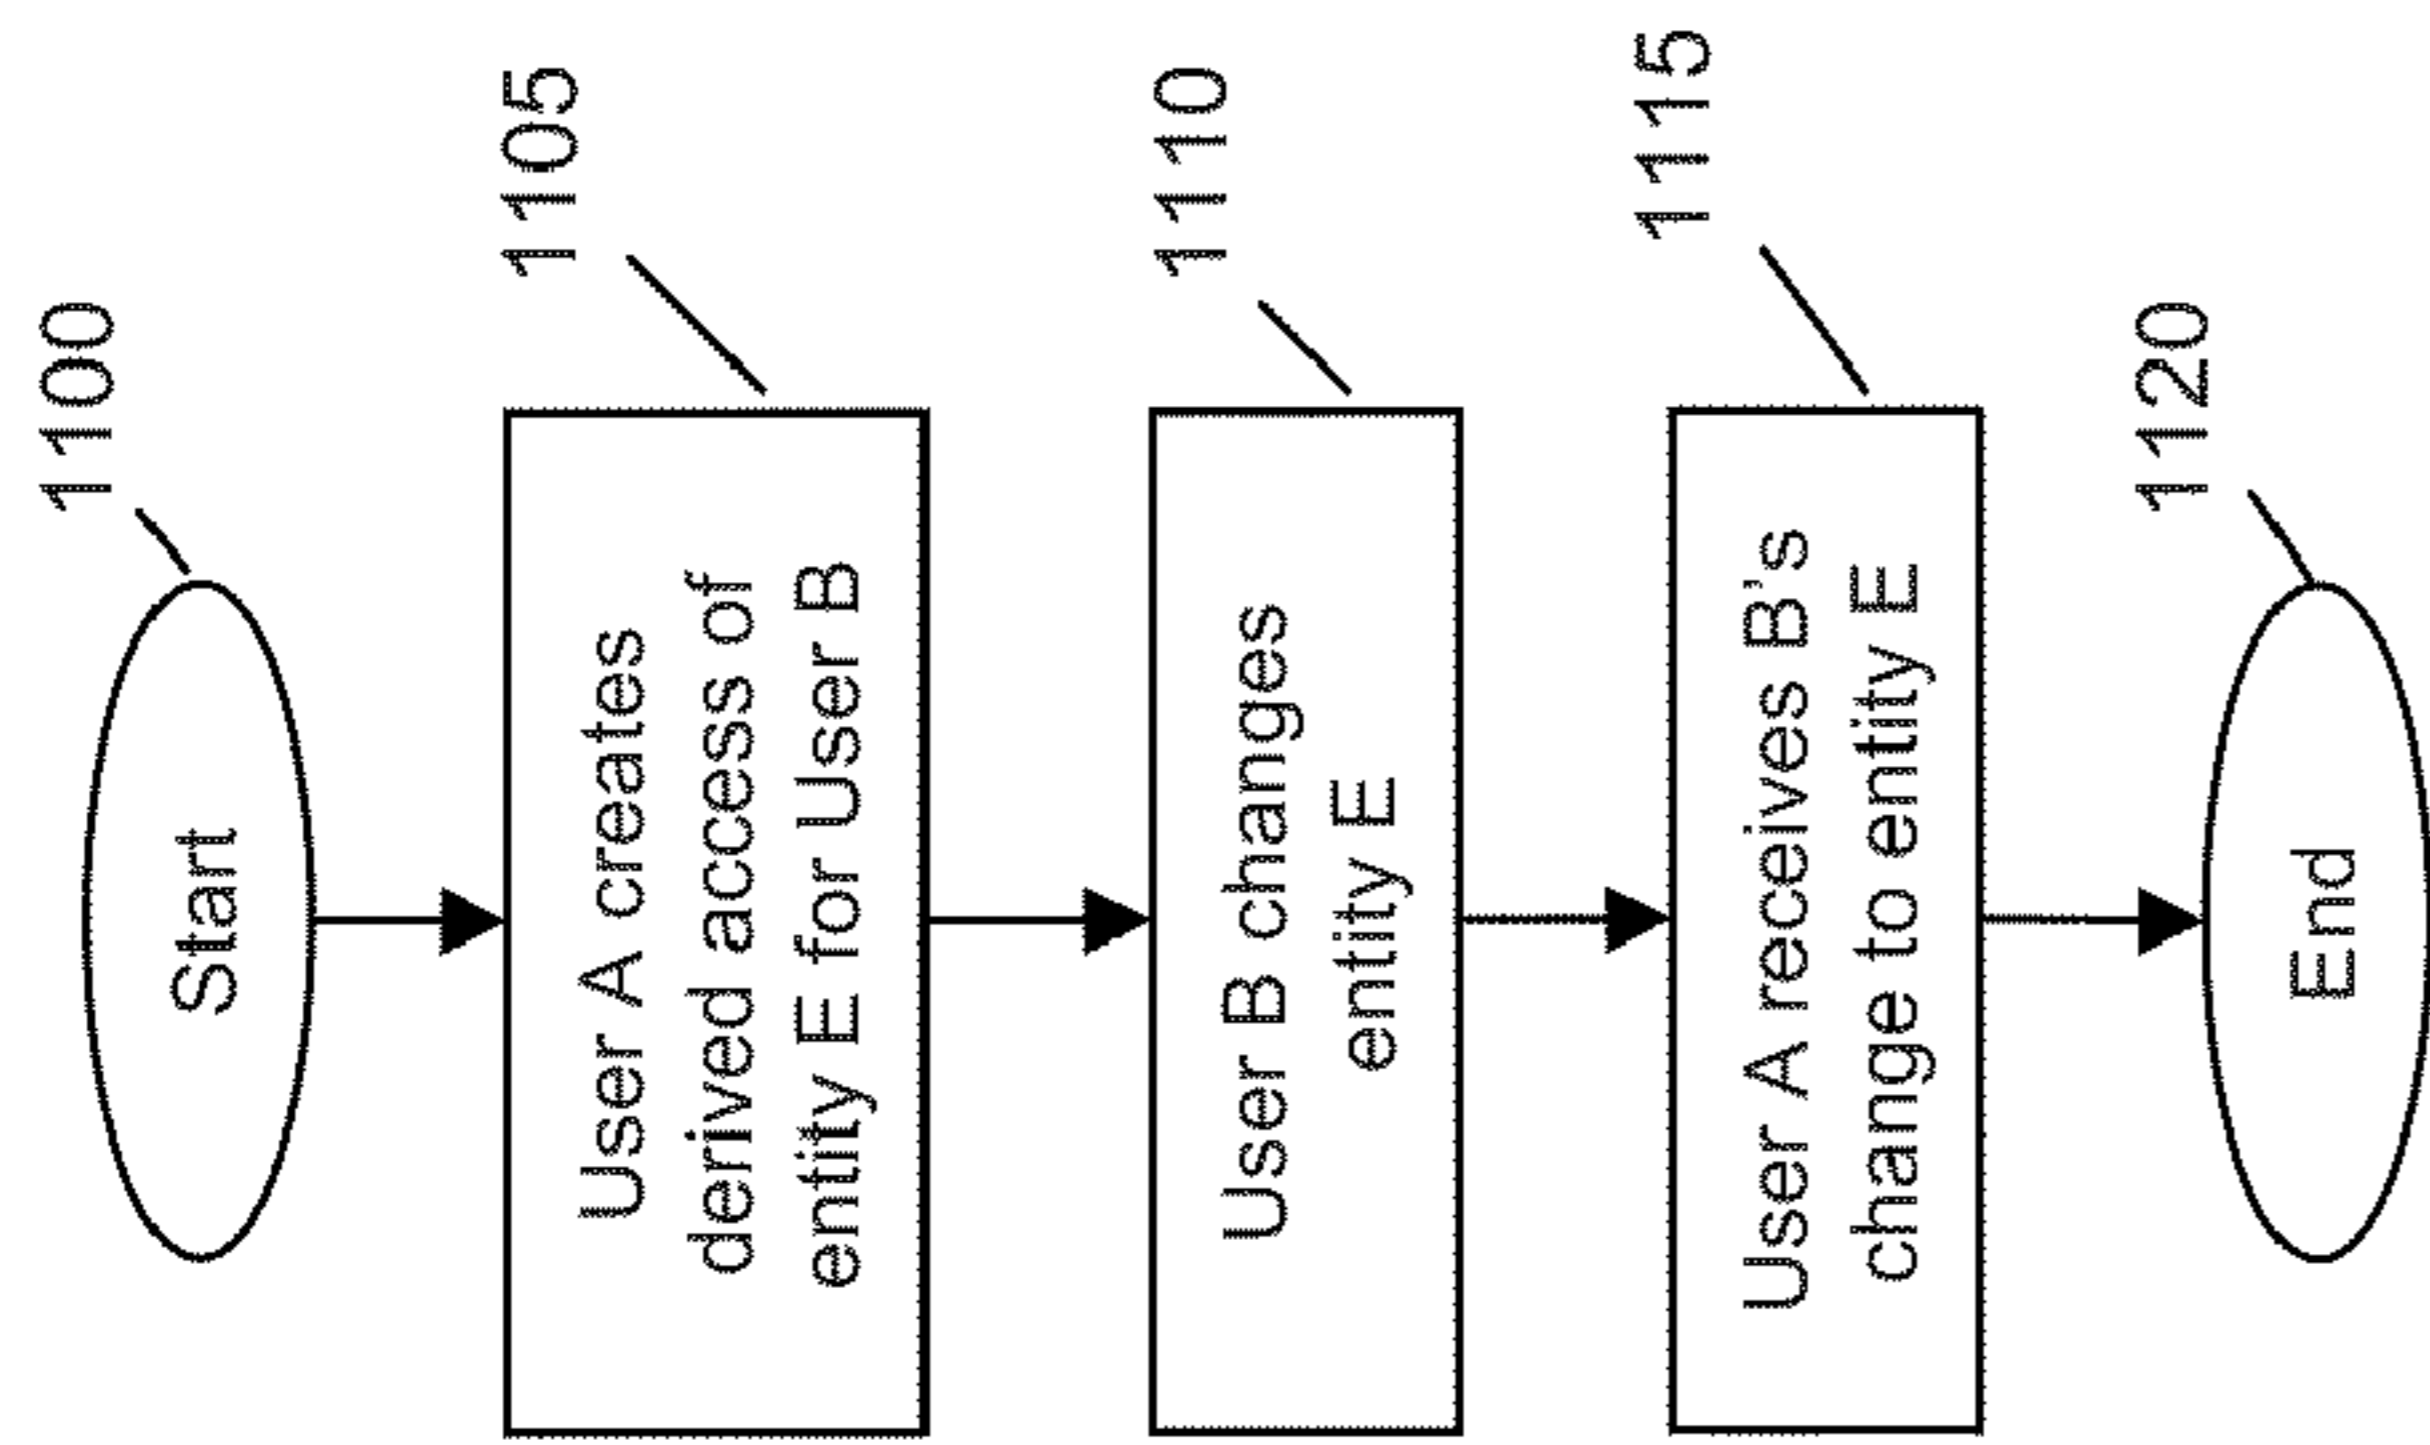 1100
Start
1105
User A creates
derived access of
entity E for User B
1110
User B changes
entity E
1115
User A receives B's
change to entity E
1120
End